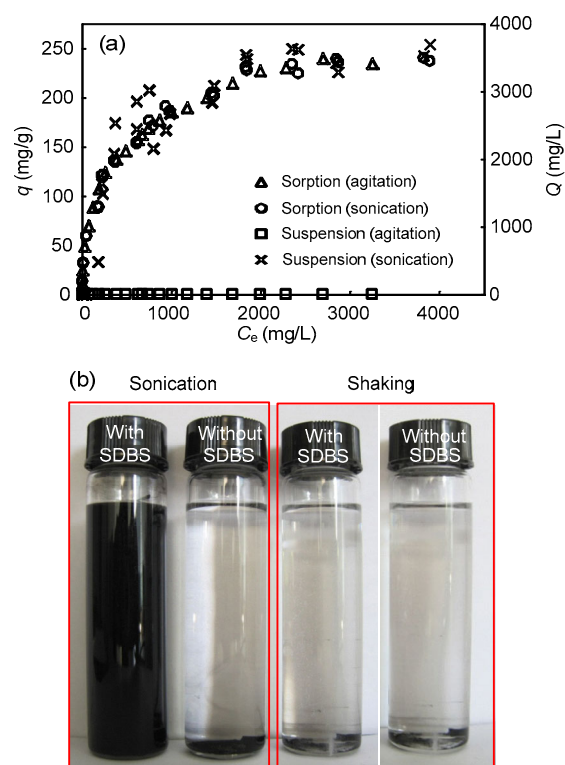 (a)
250
200
150
100
50
0
q (mg/g)
4000
3000
2000
1000
0
Q (mg/L)
Sorption (agitation)
Sorption (sonication)
Suspension (agitation)
Suspension (sonication)
0 1000 2000 3000 4000
Ce (mg/L)
(b)
Sonication Shaking
With
SDBS
Without
SDBS
With
SDBS
Without
SDBS